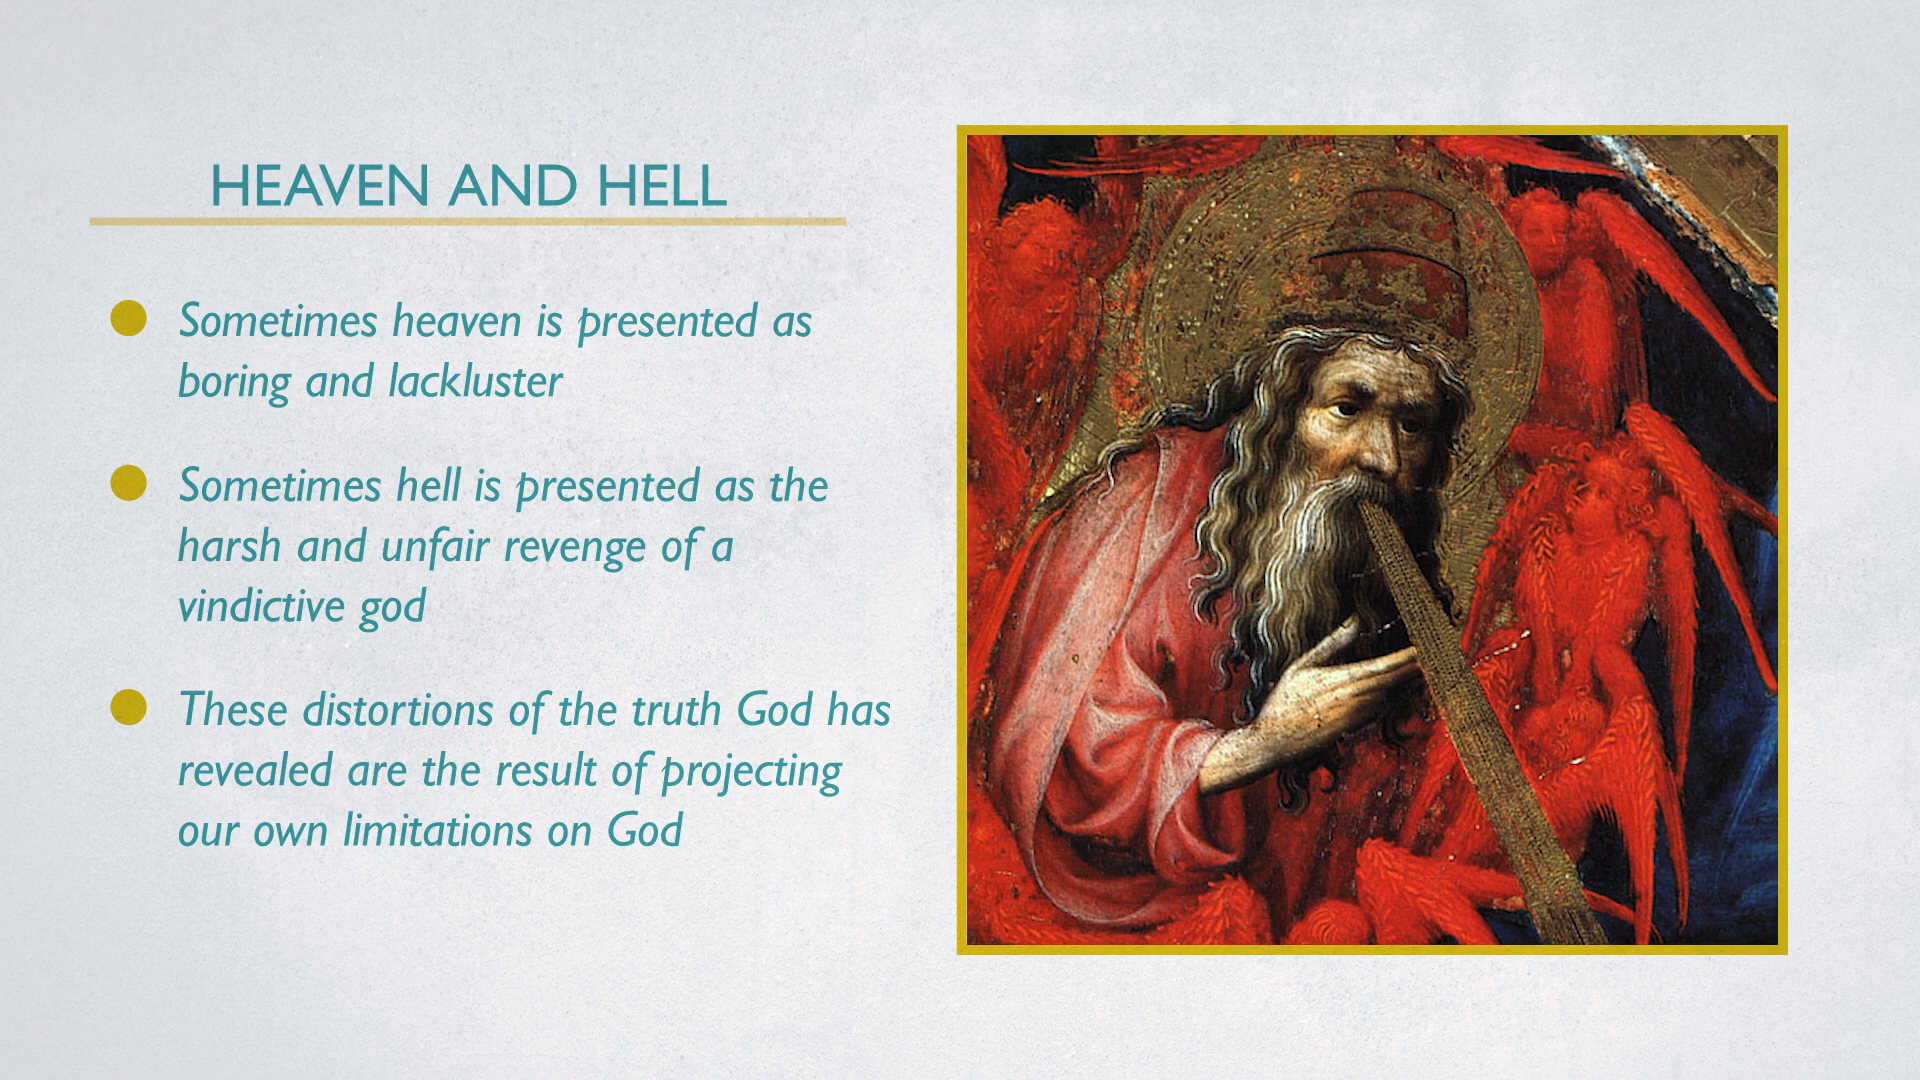 HEAVEN AND HELL
Sometimes heaven is presented as
boring and lackluster
Sometimes hell is presented as the
harsh and unfair revenge of a
vindictive god
These distortions of the truth God has
revealed are the result of projecting
our own limitations on God